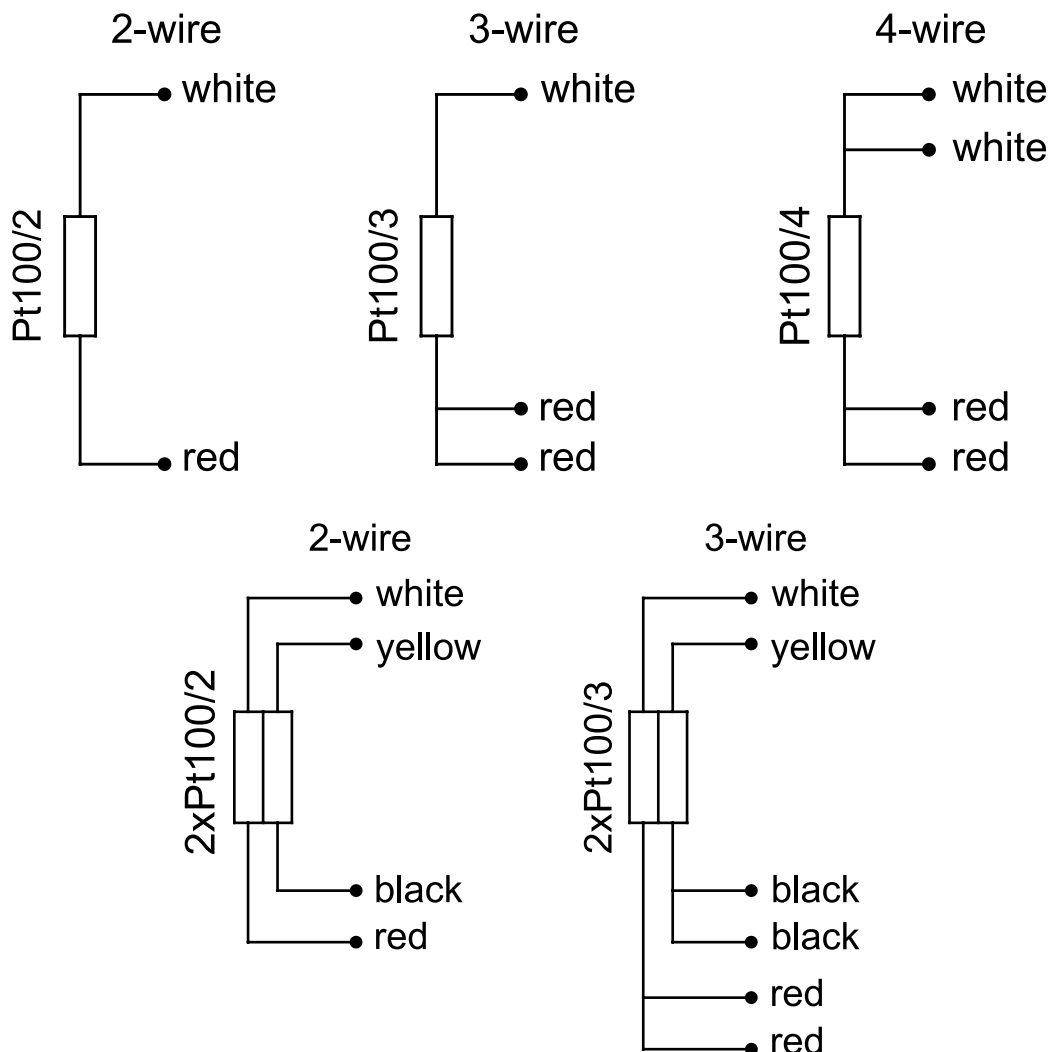 2-wire
3-wire
4-wire
white
white
white
white
Pt100/2
Pt100/3
Pt100/4
red
red
red
red
red
2-wire
3-wire
white
white
yellow
yellow
2xPt100/2
2xPt100/3
black
black
red
black
red
red